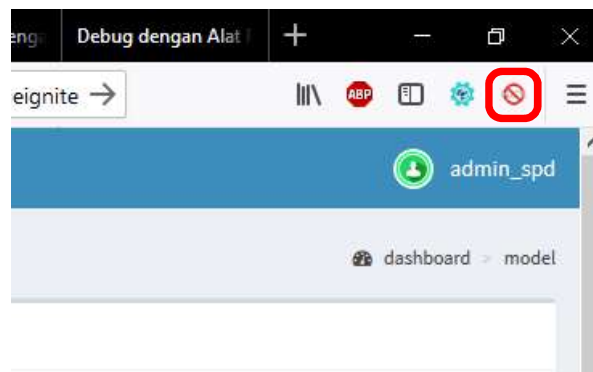 Debug dengan Alat
eignite
ABP
admin_spd
dashboard > model